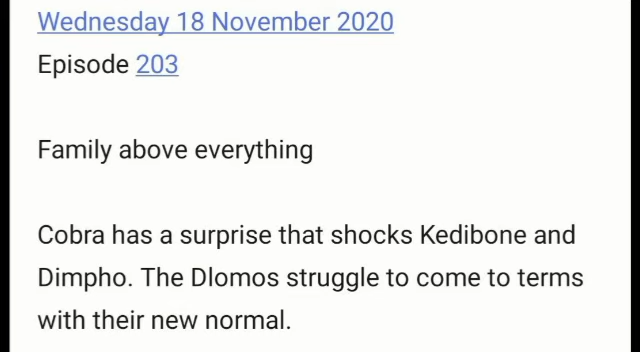 Wednesday 18 November 2020
Episode 203
Family above everything
Cobra has a surprise that shocks Kedibone and
Dimpho. The Dlomos struggle to come to terms
with their new normal.